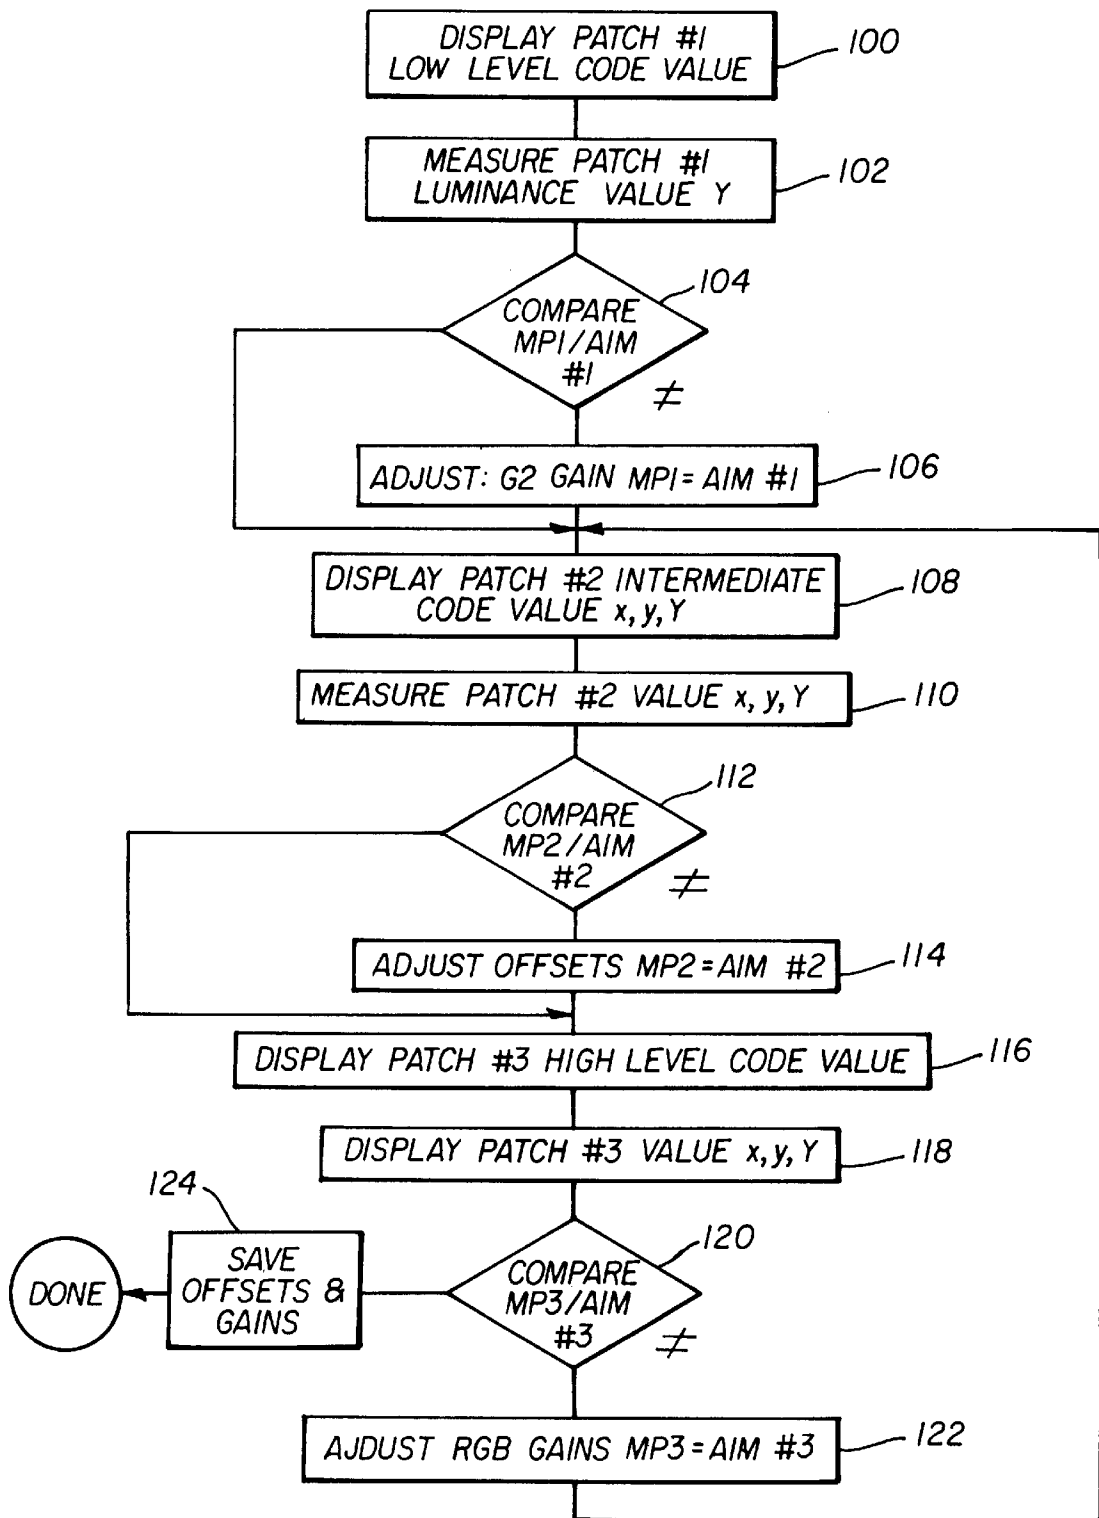 DISPLAY PATCH #1
LOW LEVEL CODE VALUE
100
MEASURE PATCH #1
LUMINANCE VALUE Y
102
104
COMPARE
MP1/AIM
#1
≠
ADJUST: G2 GAIN MP1=AIM #1
106
DISPLAY PATCH #2 INTERMEDIATE
CODE VALUE x, y, Y
108
MEASURE PATCH #2 VALUE x, y, Y
110
112
COMPARE
MP2/AIM
#2
≠
ADJUST OFFSETS MP2=AIM #2
114
DISPLAY PATCH #3 HIGH LEVEL CODE VALUE
116
DISPLAY PATCH #3 VALUE x, y, Y
118
124
120
DONE
SAVE
OFFSETS &
GAINS
COMPARE
MP3/AIM
#3
≠
AJDUST RGB GAINS MP3=AIM #3
122